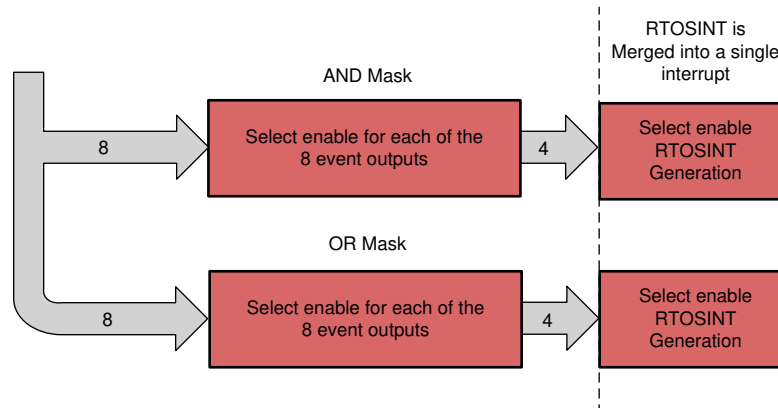 RTOSINT is
Merged into a single
interrupt
AND Mask
8
Select enable for each of the
8 event outputs
4
Select enable
RTOSINT
Generation
OR Mask
8
Select enable for each of the
8 event outputs
4
Select enable
RTOSINT
Generation